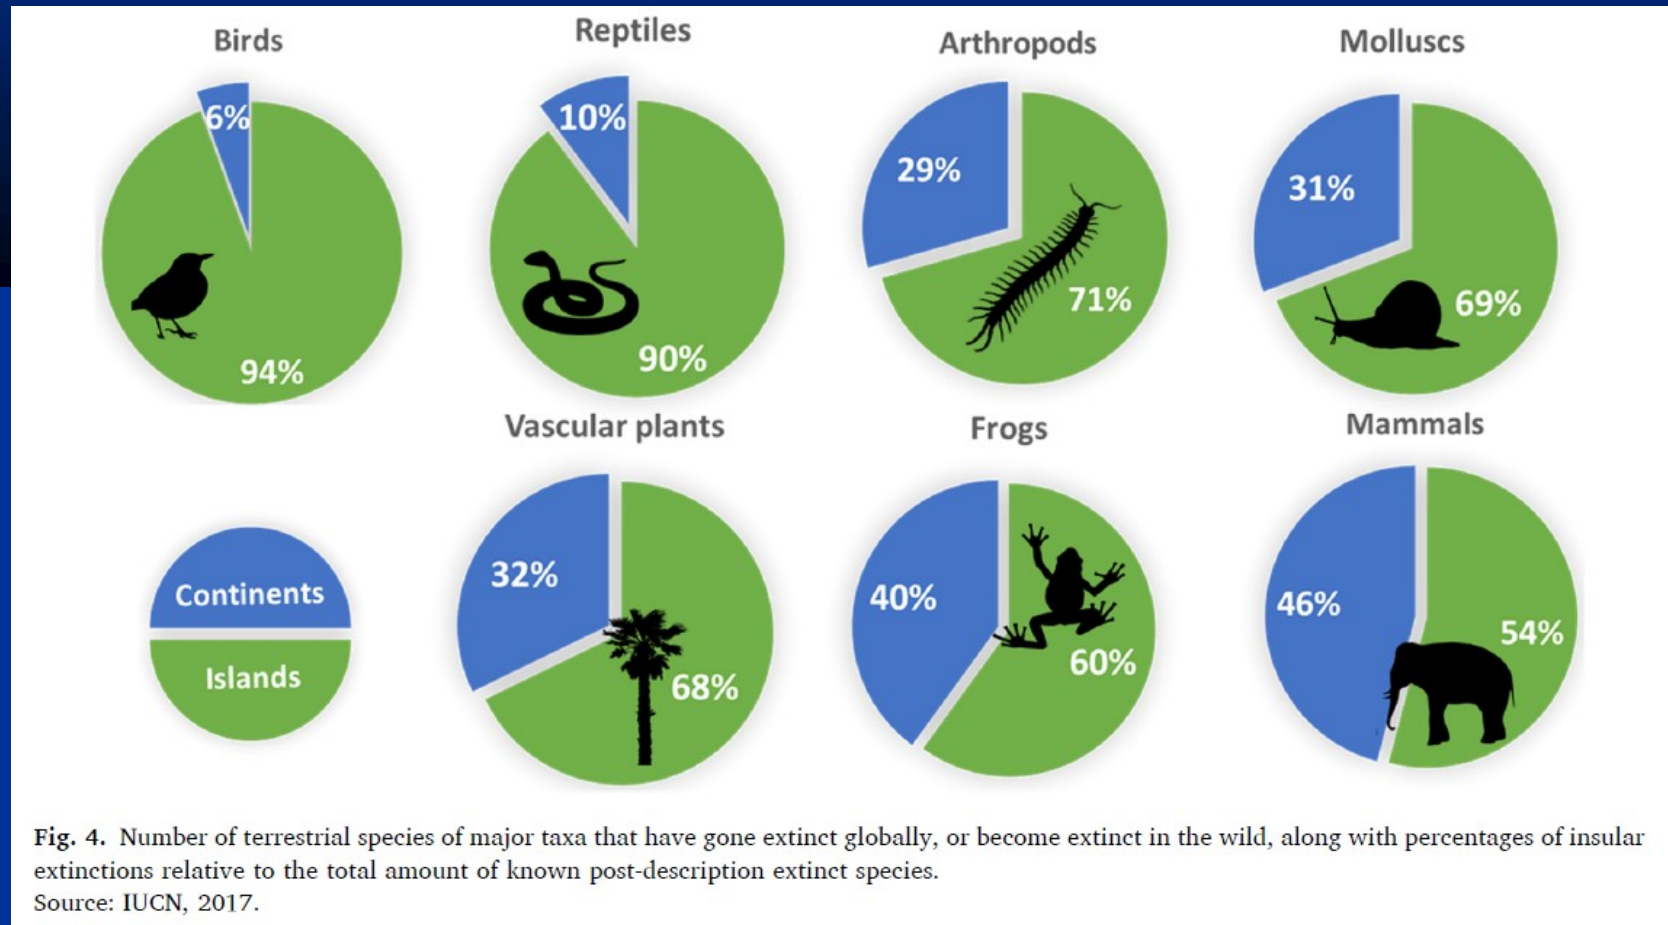 Birds
Reptiles
Arthropods
Molluscs
6%
94%
10%
90%
29%
71%
31%
69%
Vascular plants
Frogs
Mammals
Continents
Islands
32%
68%
40%
60%
46%
54%
Fig. 4. Number of terrestrial species of major taxa that have gone extinct globally, or become extinct in the wild, along with percentages of insular
extinctions relative to the total amount of known post-description extinct species.
Source: IUCN, 2017.